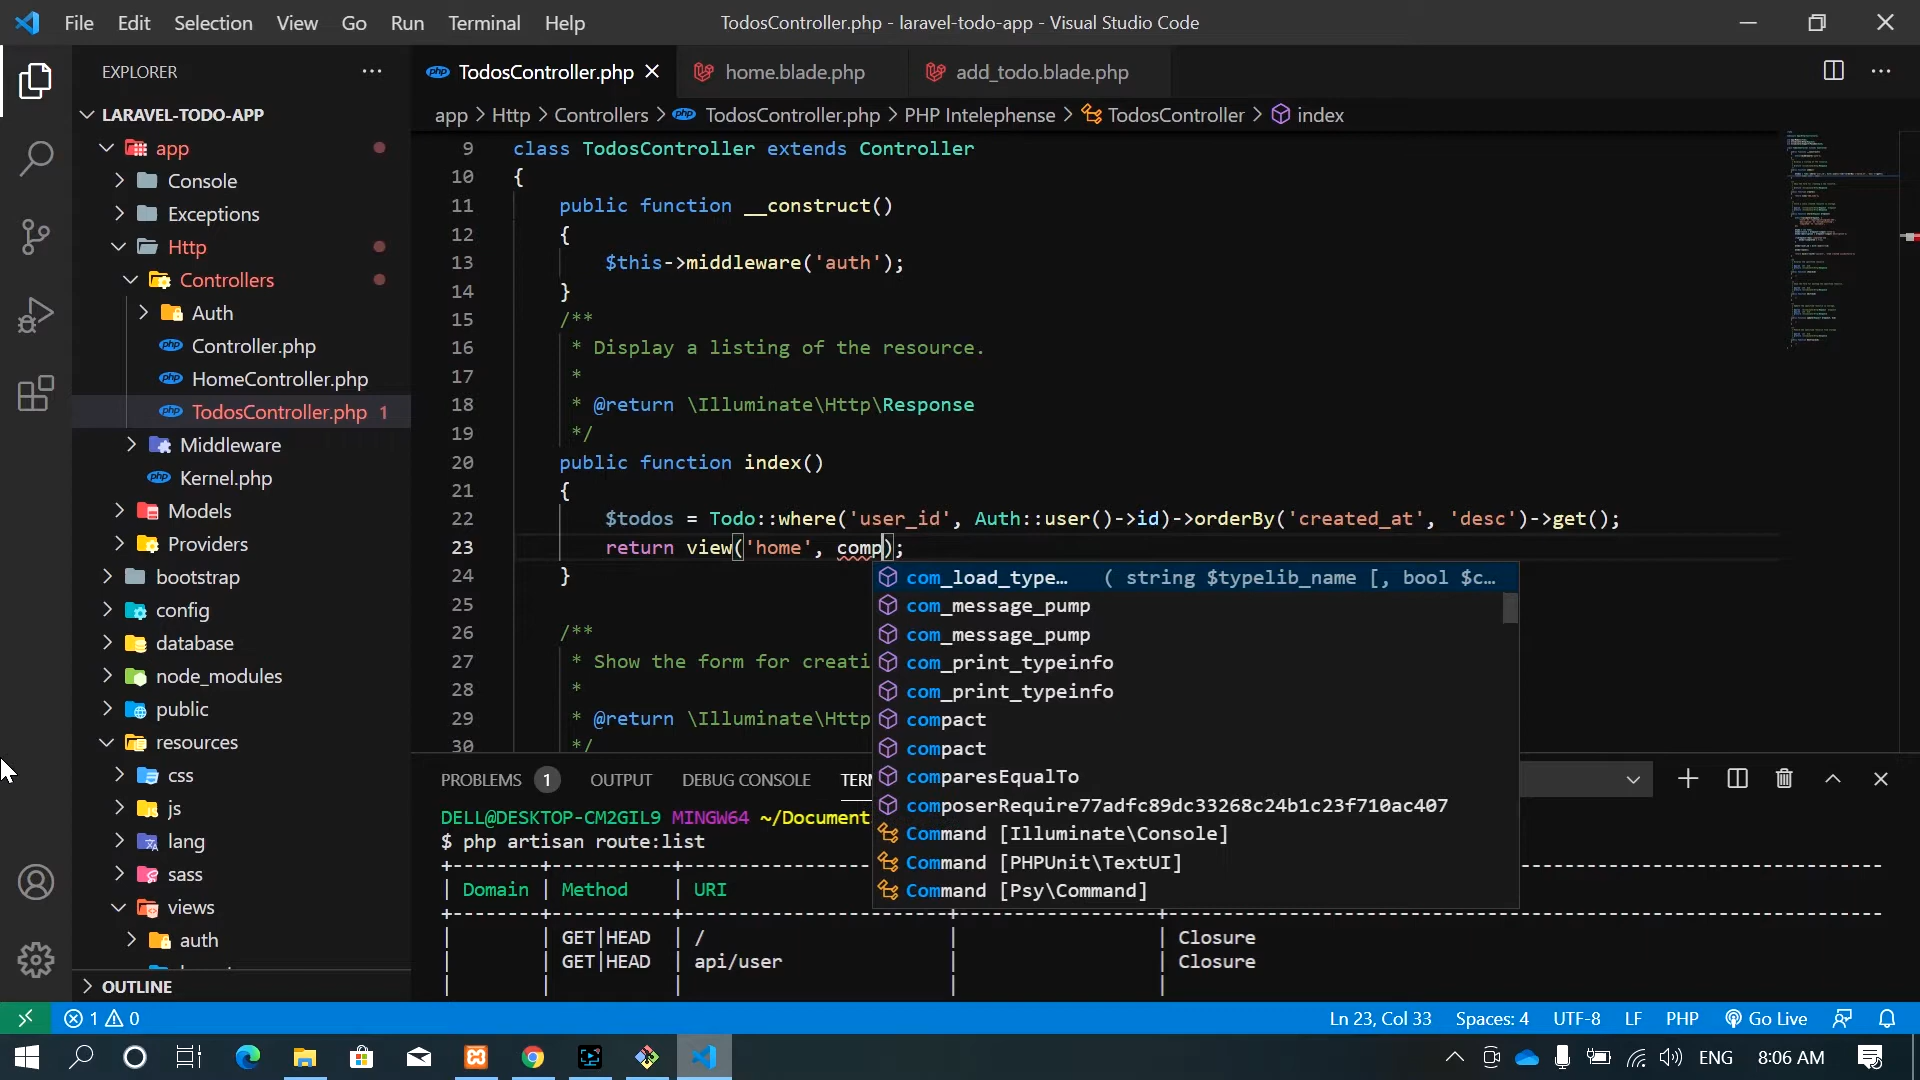 File Edit Selection View Go Run Terminal Help TodosController.php - laravel-todo-app - Visual Studio Code
EXPLORER
LARAVEL-TODO-APP
app
Console
Exceptions
Http
Controllers
Auth
Controller.php
HomeController.php
TodosController.php 1
Middleware
Kernel.php
Models
Providers
bootstrap
config
database
node_modules
public
resources
css
js
lang
sass
views
auth
OUTLINE
TodosController.php home.blade.php add_todo.blade.php
app > Http > Controllers > TodosController.php > PHP Intelephense > TodosController > index
9 class TodosController extends Controller
10 {
11 public function __construct()
12 {
13 $this->middleware('auth');
14 }
15 /**
16 * Display a listing of the resource.
17 *
18 * @return \Illuminate\Http\Response
19 */
20 public function index()
21 {
22 $todos = Todo::where('user_id', Auth::user()->id)->orderBy('created_at', 'desc')->get();
23 return view('home', comp);
24 }
25
26 /**
27 * Show the form for creati
28 *
29 * @return \Illuminate\Http
30 */
com_load_type… ( string $typelib_name [, bool $c…
com_message_pump
com_message_pump
com_print_typeinfo
com_print_typeinfo
compact
compact
comparesEqualTo
composerRequire77adfc89dc33268c24b1c23f710ac407
Command [Illuminate\Console]
Command [PHPUnit\TextUI]
Command [Psy\Command]
PROBLEMS 1 OUTPUT DEBUG CONSOLE TER
DELL@DESKTOP-CM2GIL9 MINGW64 ~/Document
$ php artisan route:list
| Domain | Method | URI
| | GET|HEAD | / | | Closure
| | GET|HEAD | api/user | | Closure
1 0 Ln 23, Col 33 Spaces: 4 UTF-8 LF PHP Go Live
ENG 8:06 AM